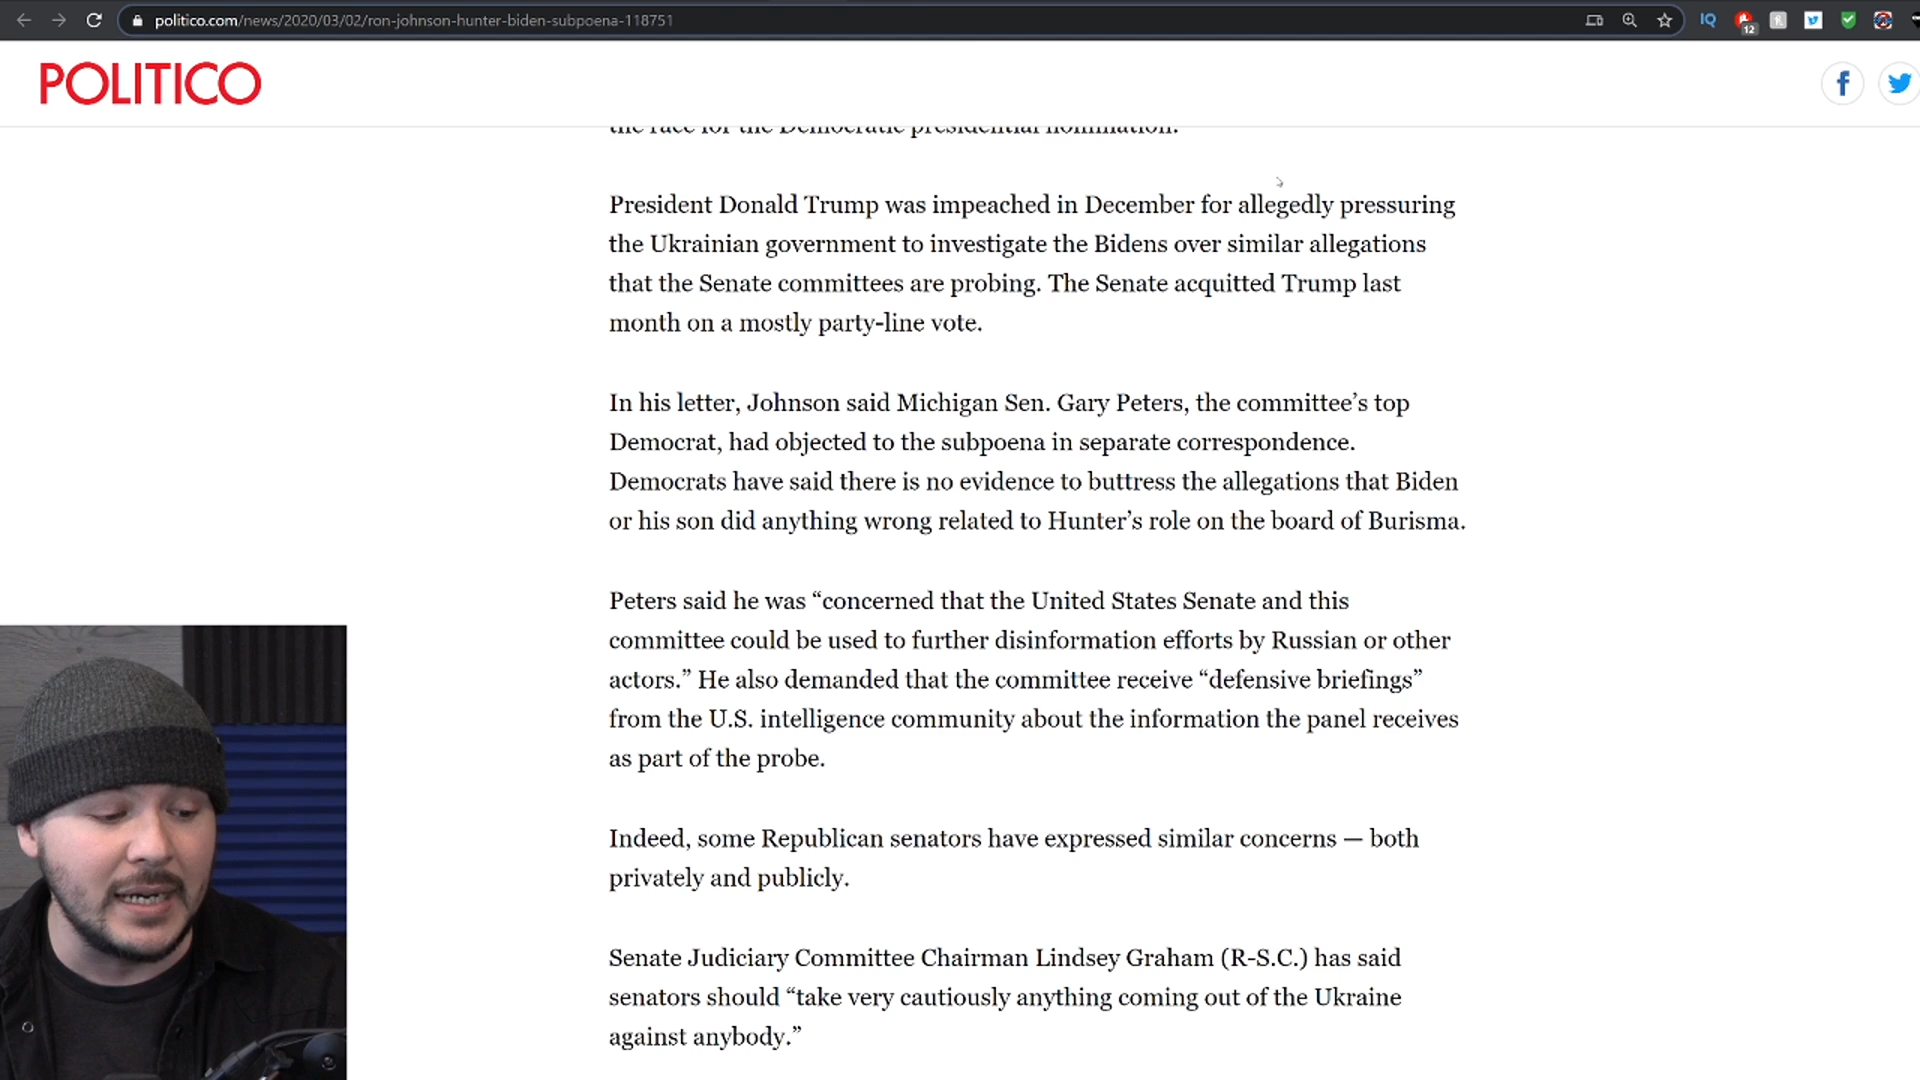 politico.com/news/2020/03/02/ron-johnson-hunter-biden-subpoena-118751
IQ
12
POLITICO
the race for the Democratic presidential nomination.
President Donald Trump was impeached in December for allegedly pressuring
the Ukrainian government to investigate the Bidens over similar allegations
that the Senate committees are probing. The Senate acquitted Trump last
month on a mostly party-line vote.
In his letter, Johnson said Michigan Sen. Gary Peters, the committee’s top
Democrat, had objected to the subpoena in separate correspondence.
Democrats have said there is no evidence to buttress the allegations that Biden
or his son did anything wrong related to Hunter’s role on the board of Burisma.
Peters said he was “concerned that the United States Senate and this
committee could be used to further disinformation efforts by Russian or other
actors.” He also demanded that the committee receive “defensive briefings”
from the U.S. intelligence community about the information the panel receives
as part of the probe.
Indeed, some Republican senators have expressed similar concerns — both
privately and publicly.
Senate Judiciary Committee Chairman Lindsey Graham (R-S.C.) has said
senators should “take very cautiously anything coming out of the Ukraine
against anybody.”